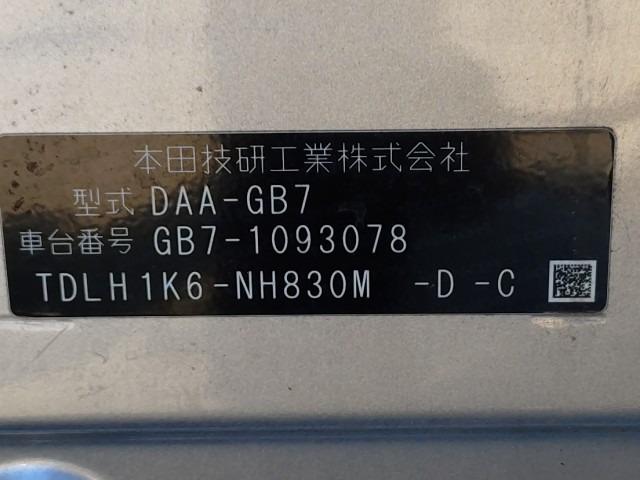 本田技研工業株式会社
型式 DAA-GB7
車台番号 GB7-1093078
TDLH1K6-NH830M -D -C